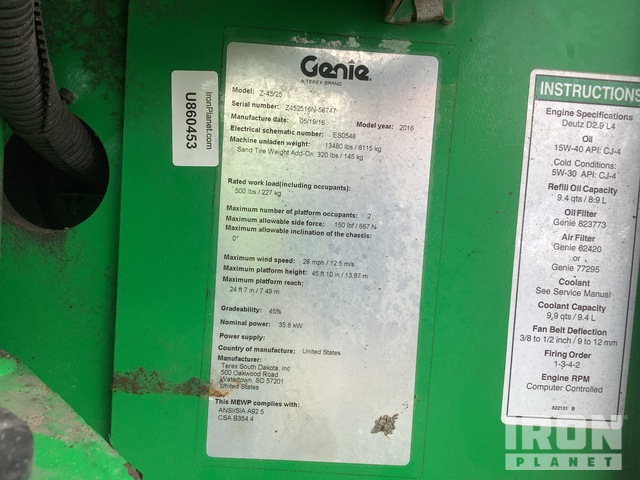 Genie
A TEREX BRAND
Model: Z-45/25
Serial number: Z452516N-56747
Manufacture date: 05/19/16 Model year: 2016
Electrical schematic number: ES0548
Machine unladen weight: 13480 lbs / 6115 kg
Sand Tire Weight Add-On: 320 lbs / 145 kg
Rated work load(including occupants):
500 lbs / 227 kg
Maximum number of platform occupants: 2
Maximum allowable side force: 150 lbf / 667 N
Maximum allowable inclination of the chassis:
0°
Maximum wind speed: 28 mph / 12.5 m/s
Maximum platform height: 45 ft 10 in / 13.97 m
Maximum platform reach:
24 ft 7 in / 7.49 m
Gradeability: 45%
Nominal power: 35.8 kW
Power supply:
Country of manufacture: United States
Manufacturer:
Terex South Dakota, Inc
500 Oakwood Road
Watertown, SD 57201
United States
This MEWP complies with:
ANSI/SIA A92.5
CSA B354.4
IronPlanet.com
U860453
INSTRUCTIONS
Engine Specifications
Deutz D2.9 L4
Oil
15W-40 API: CJ-4
Cold Conditions:
5W-30 API: CJ-4
Refill Oil Capacity
9.4 qts / 8.9 L
Oil Filter
Genie 823773
Air Filter
Genie 62420
or
Genie 77295
Coolant
See Service Manual
Coolant Capacity
9.9 qts / 9.4 L
Fan Belt Deflection
3/8 to 1/2 inch / 9 to 12 mm
Firing Order
1-3-4-2
Engine RPM
Computer Controlled
822131 B
IRON
PLANET